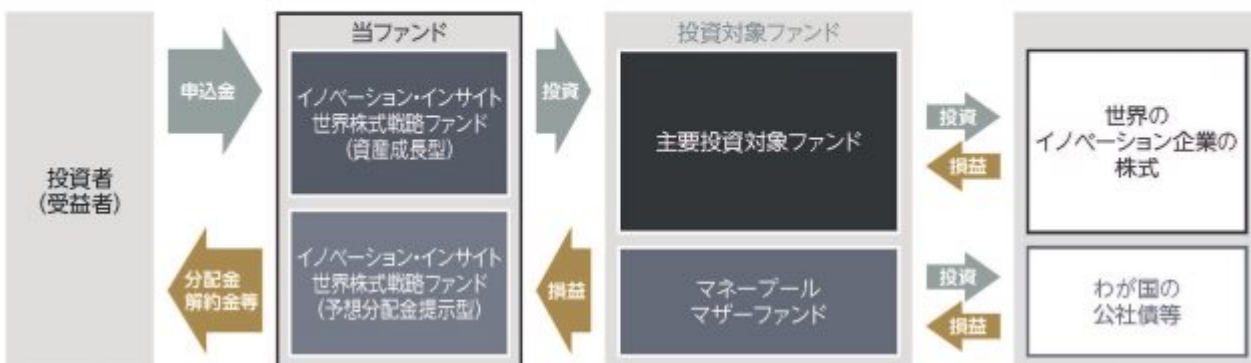 投資者
(受益者)
申込金
分配金
解約金等
当ファンド
イノベーション・インサイト
世界株式戦略ファンド
(資産成長型)
イノベーション・インサイト
世界株式戦略ファンド
(予想分配金提示型)
投資
損益
投資対象ファンド
主要投資対象ファンド
マネープール
マザーファンド
投資
損益
投資
損益
世界の
イノベーション企業の
株式
わが国の
公社債等